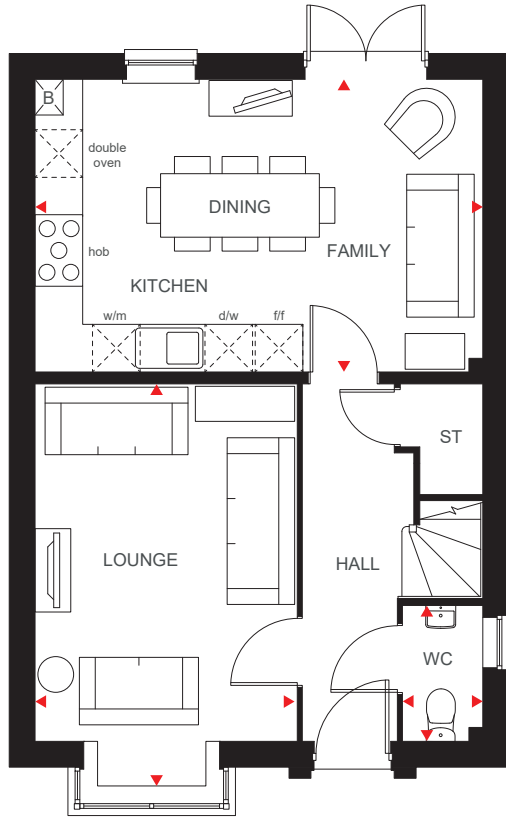 B
double
oven
DINING
hob
FAMILY
KITCHEN
w/m
d/w
f/f
ST
LOUNGE
HALL
WC